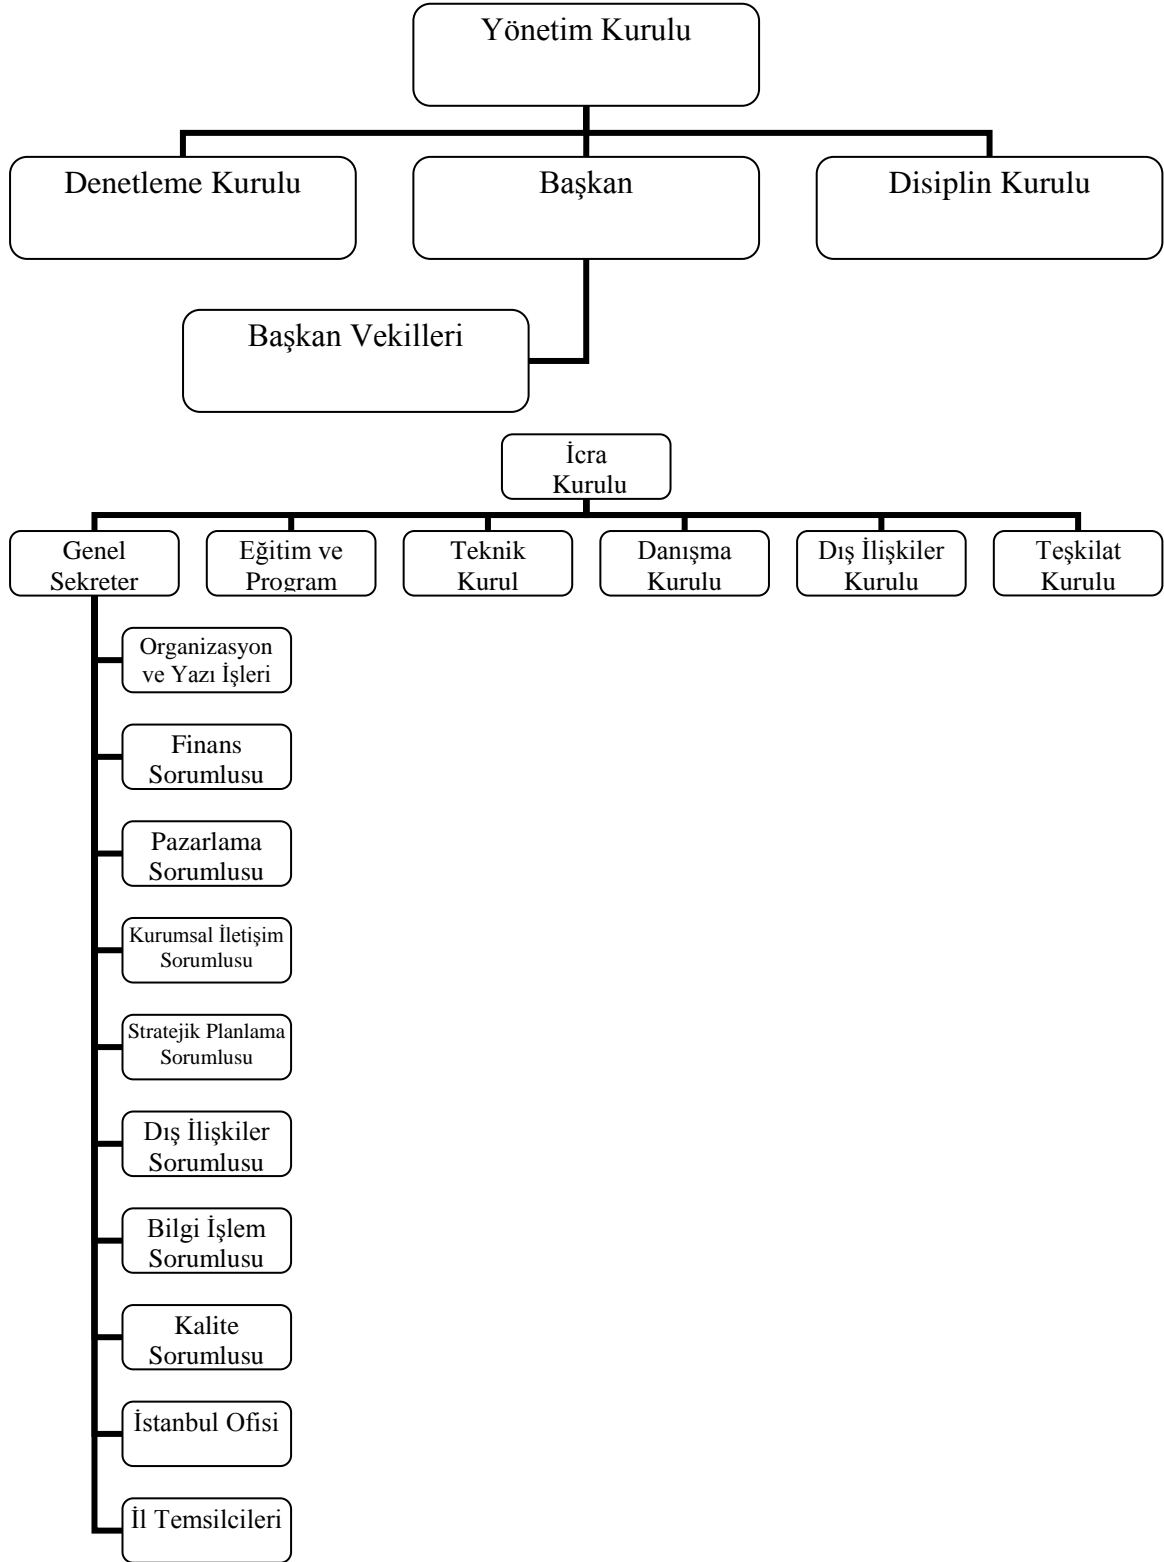 Yönetim Kurulu
Denetleme Kurulu
Başkan
Disiplin Kurulu
Başkan Vekilleri
İcra
Kurulu
Genel
Sekreter
Eğitim ve
Program
Teknik
Kurul
Danışma
Kurulu
Dış İlişkiler
Kurulu
Teşkilat
Kurulu
Organizasyon
ve Yazı İşleri
Finans
Sorumlusu
Pazarlama
Sorumlusu
Kurumsal İletişim
Sorumlusu
Stratejik Planlama
Sorumlusu
Dış İlişkiler
Sorumlusu
Bilgi İşlem
Sorumlusu
Kalite
Sorumlusu
İstanbul Ofisi
İl Temsilcileri